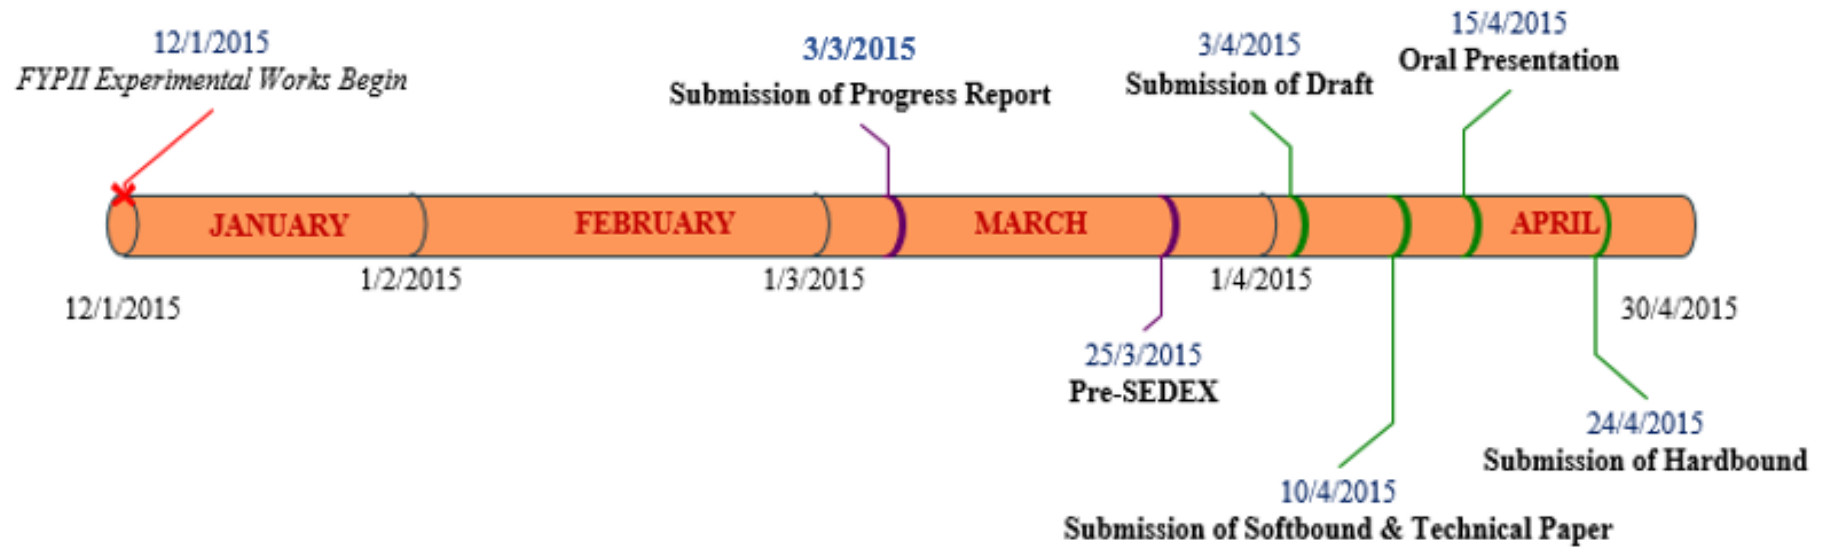 12/1/2015
FYPII Experimental Works Begin
3/3/2015
Submission of Progress Report
3/4/2015
Submission of Draft
15/4/2015
Oral Presentation
JANUARY
FEBRUARY
MARCH
APRIL
12/1/2015
1/2/2015
1/3/2015
1/4/2015
30/4/2015
25/3/2015
Pre-SEDEX
10/4/2015
Submission of Softbound & Technical Paper
24/4/2015
Submission of Hardbound